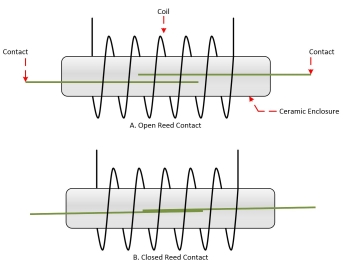 Coil
Contact
Contact
Ceramic Enclosure
A. Open Reed Contact
B. Closed Reed Contact